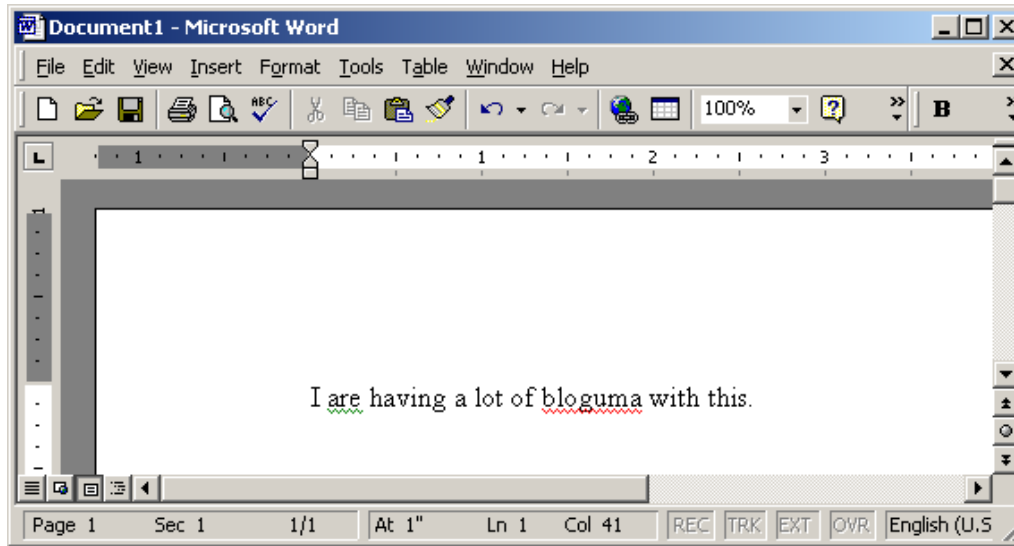 Document1 - Microsoft Word
File Edit View Insert Format Tools Table Window Help
ABC 100% B
1 1 2 3
1
I are having a lot of bloguma with this.
Page 1 Sec 1 1/1 At 1" Ln 1 Col 41 REC TRK EXT OVR English (U.S